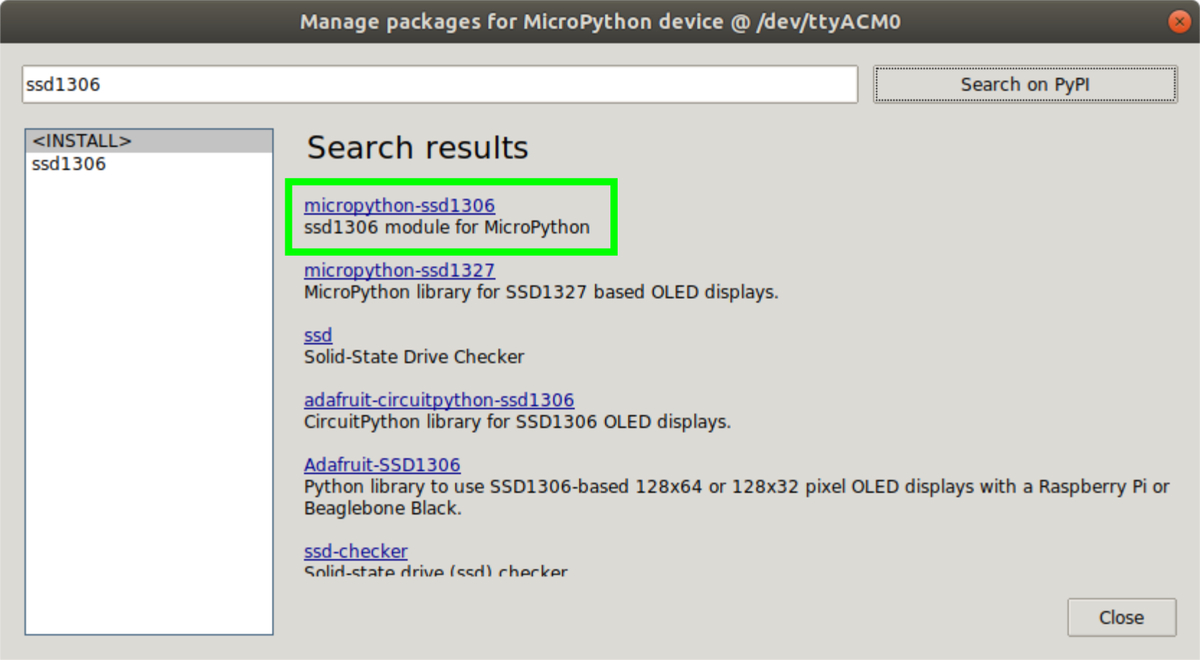 Manage packages for MicroPython device @ /dev/ttyACM0
ssd1306
Search on PyPI
<INSTALL>
ssd1306
Search results
micropython-ssd1306
ssd1306 module for MicroPython
micropython-ssd1327
MicroPython library for SSD1327 based OLED displays.
ssd
Solid-State Drive Checker
adafruit-circuitpython-ssd1306
CircuitPython library for SSD1306 OLED displays.
Adafruit-SSD1306
Python library to use SSD1306-based 128x64 or 128x32 pixel OLED displays with a Raspberry Pi or
Beaglebone Black.
ssd-checker
Solid-state drive (ssd) checker
Close